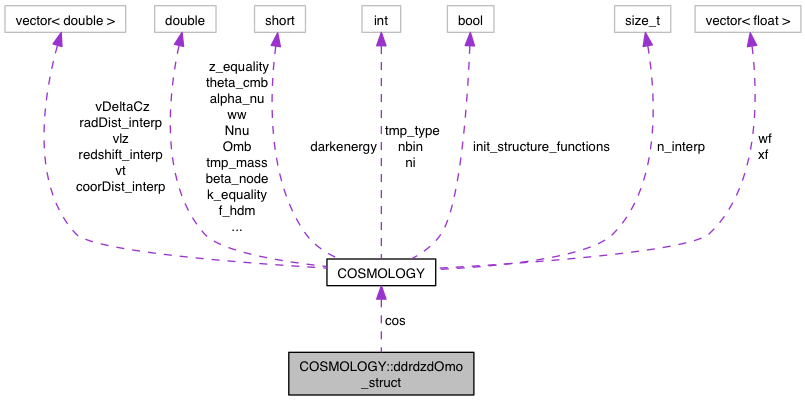 vector< double >
double
short
int
bool
size_t
vector< float >
vDeltaCz
radDist_interp
vlz
redshift_interp
vt
coorDist_interp
z_equality
theta_cmb
alpha_nu
ww
Nnu
Omb
tmp_mass
beta_node
k_equality
f_hdm
...
darkenergy
tmp_type
nbin
ni
init_structure_functions
n_interp
wf
xf
COSMOLOGY
cos
COSMOLOGY::ddrdzdOmo
_struct